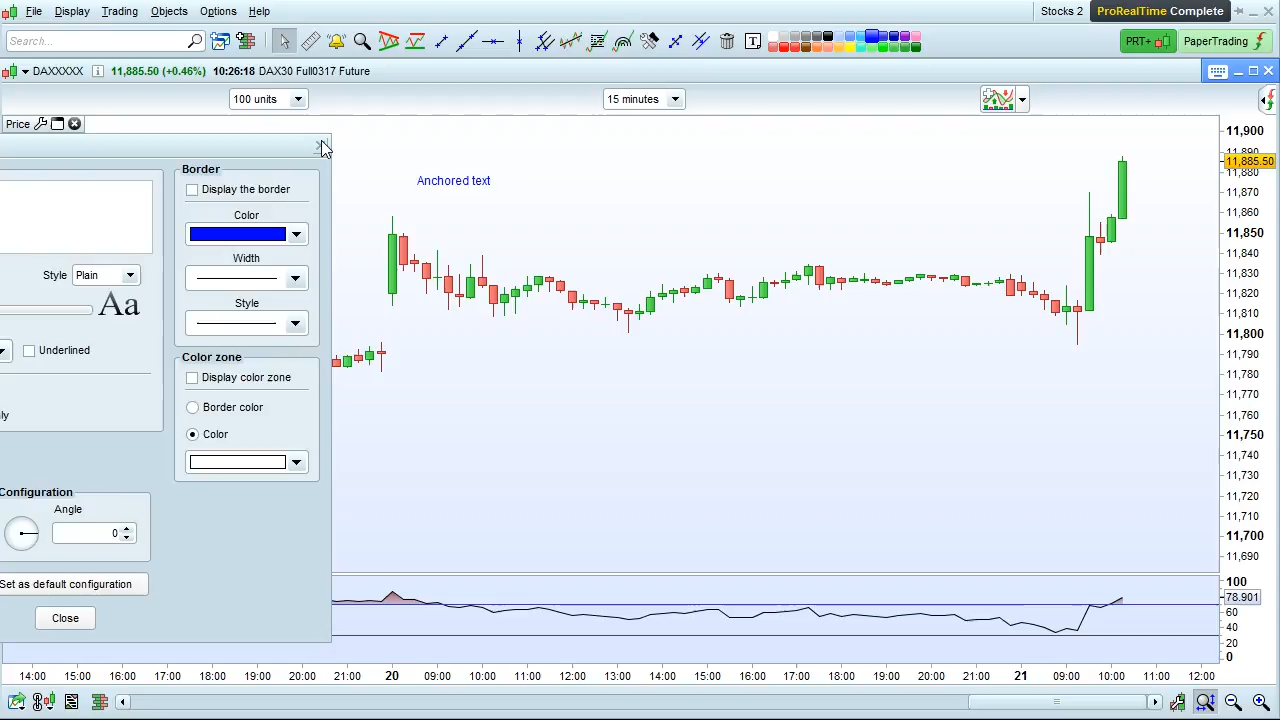 File Display Trading Objects Options Help
Stocks 2 ProRealTime Complete
Search...
T
PRT+ PaperTrading
DAXXXXX i 11,885.50 (+0.46%) 10:26:18 DAX30 Full0317 Future
100 units 15 minutes
Price
Border
Display the border
Color
Width
Style
Style Plain
Aa
Underlined
Color zone
Display color zone
Border color
Color
ly
Configuration
Angle
0
Set as default configuration
Close
Anchored text
11,900
11,890
11,885.50
11,880
11,870
11,860
11,850
11,840
11,830
11,820
11,810
11,800
11,790
11,780
11,770
11,760
11,750
11,740
11,730
11,720
11,710
11,700
11,690
100
78.901
60
40
20
0
14:00 15:00 16:00 17:00 18:00 19:00 20:00 21:00 20 09:00 10:00 11:00 12:00 13:00 14:00 15:00 16:00 17:00 18:00 19:00 20:00 21:00 21 09:00 10:00 11:00 12:00